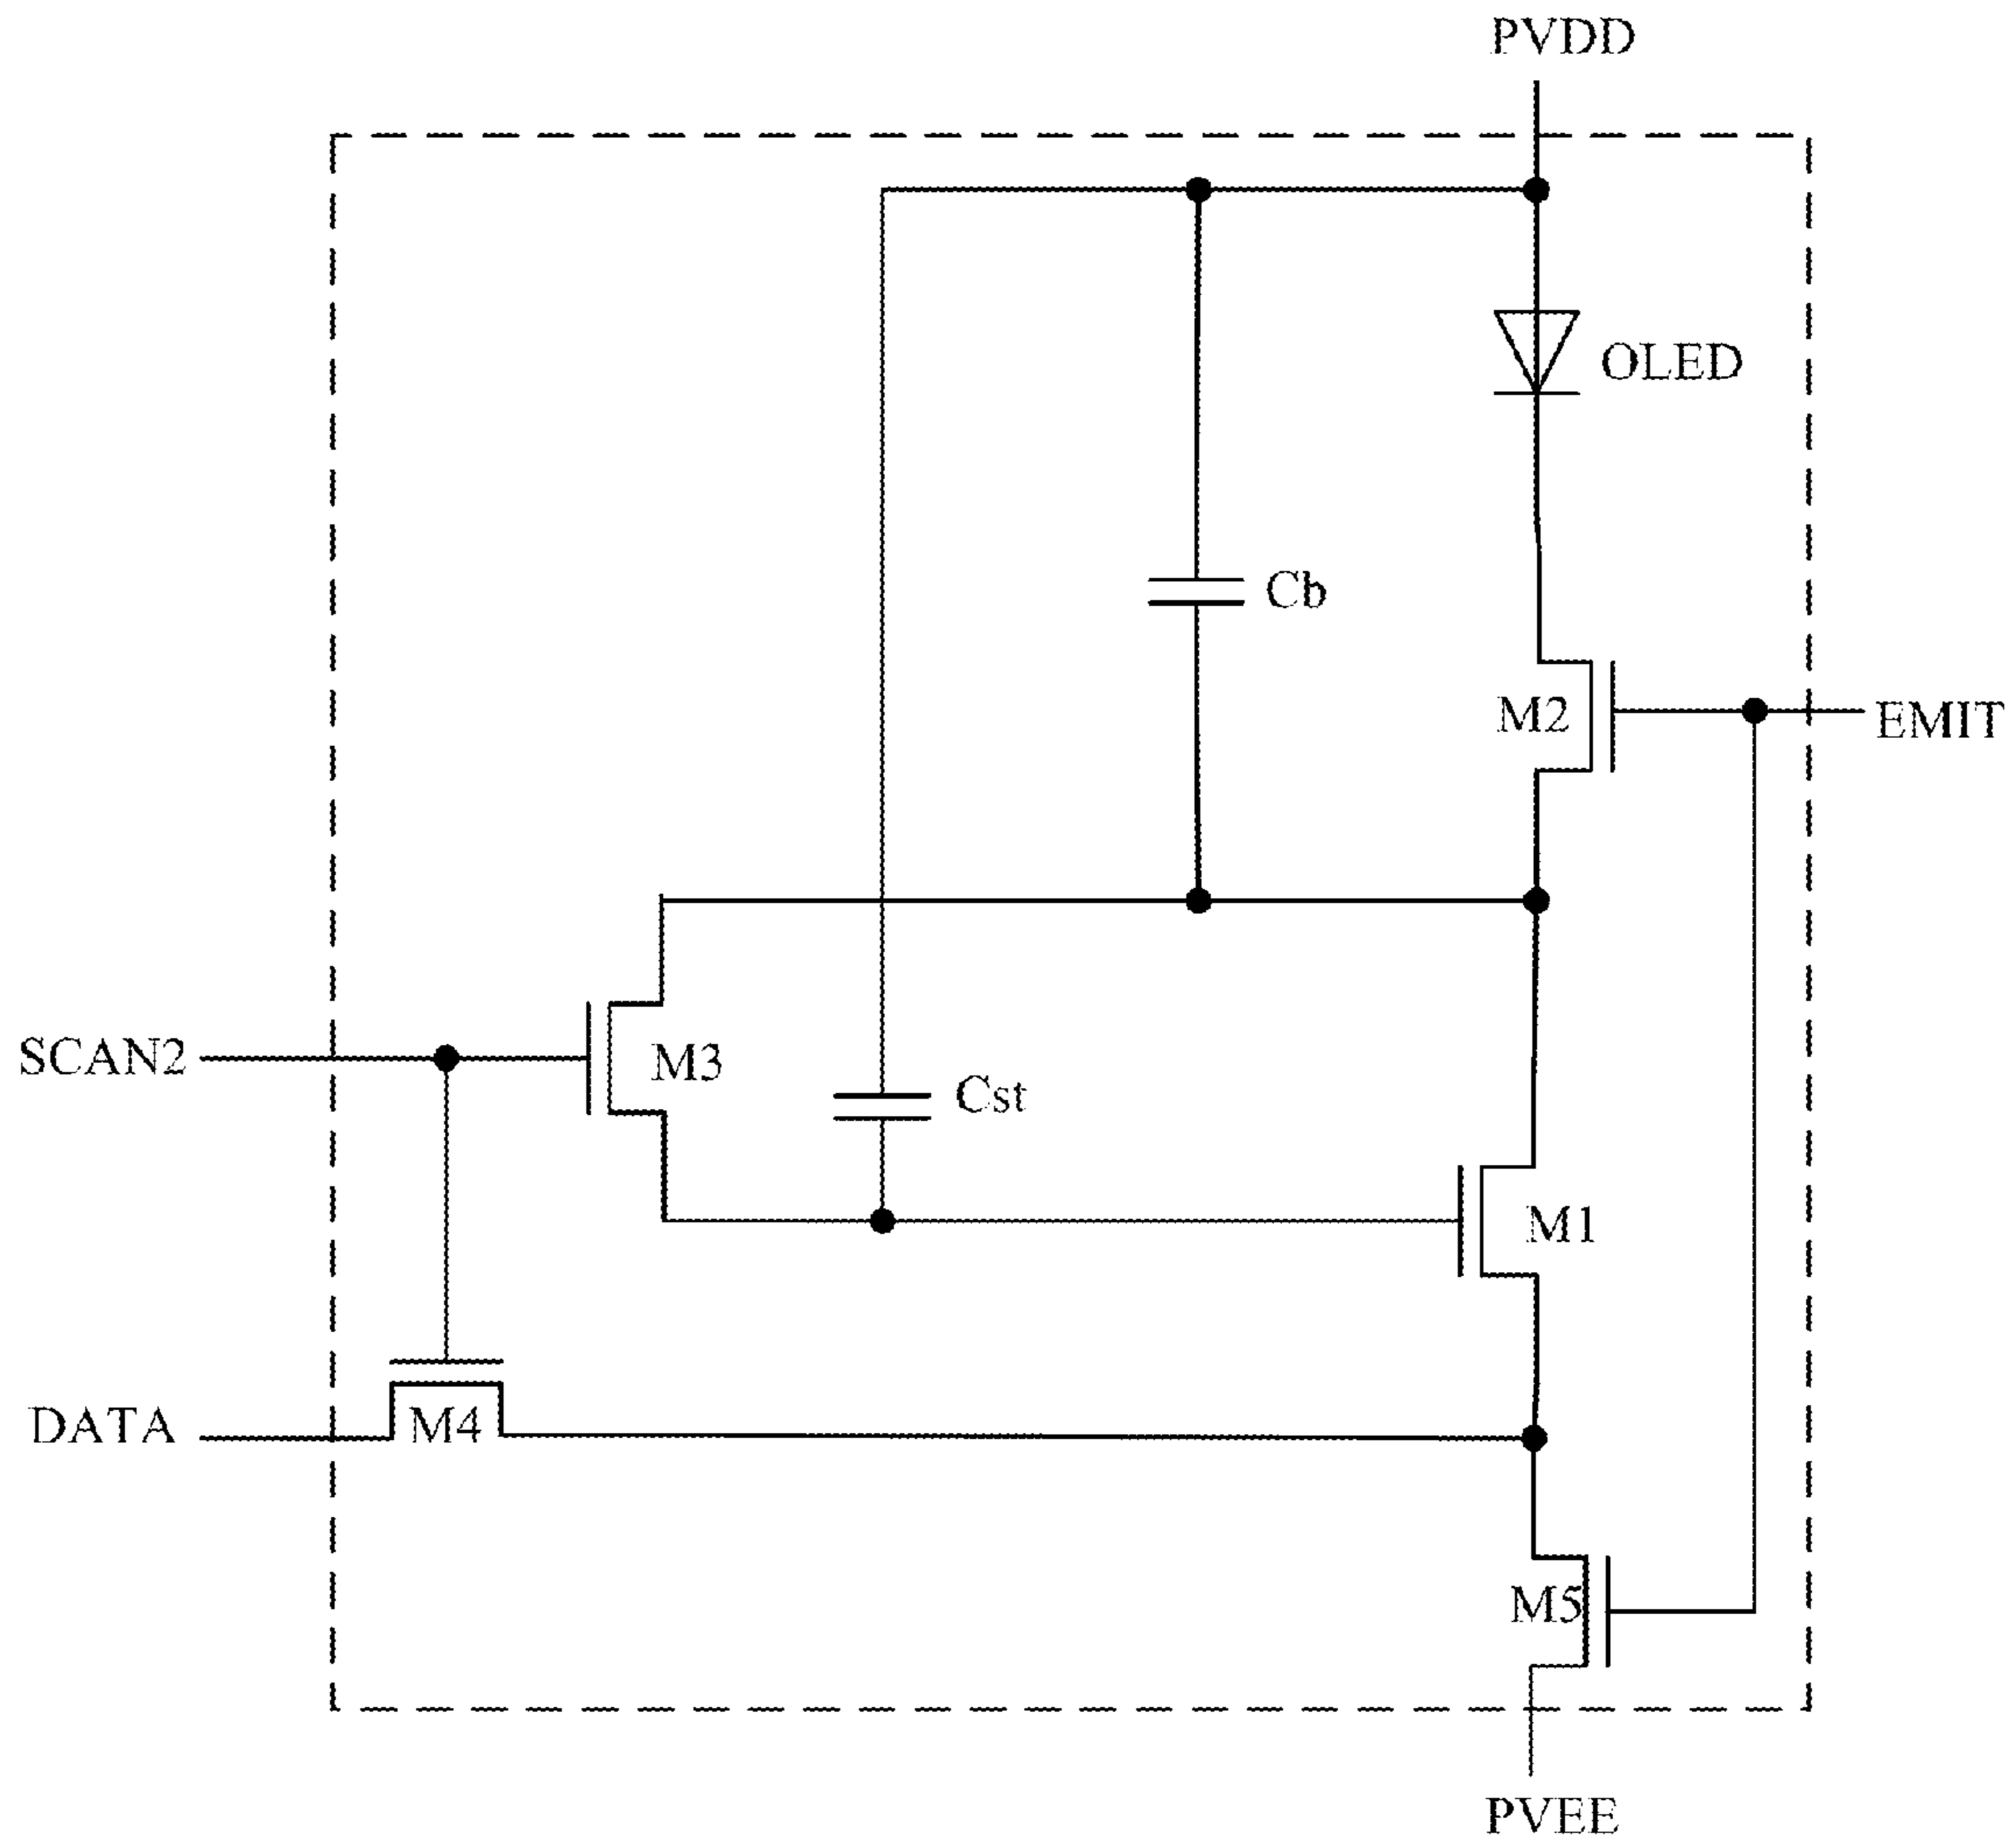 PVDD
OLED
Cb
M2
EMIT
SCAN2
M3
Cst
M1
DATA
M4
M5
PVEE